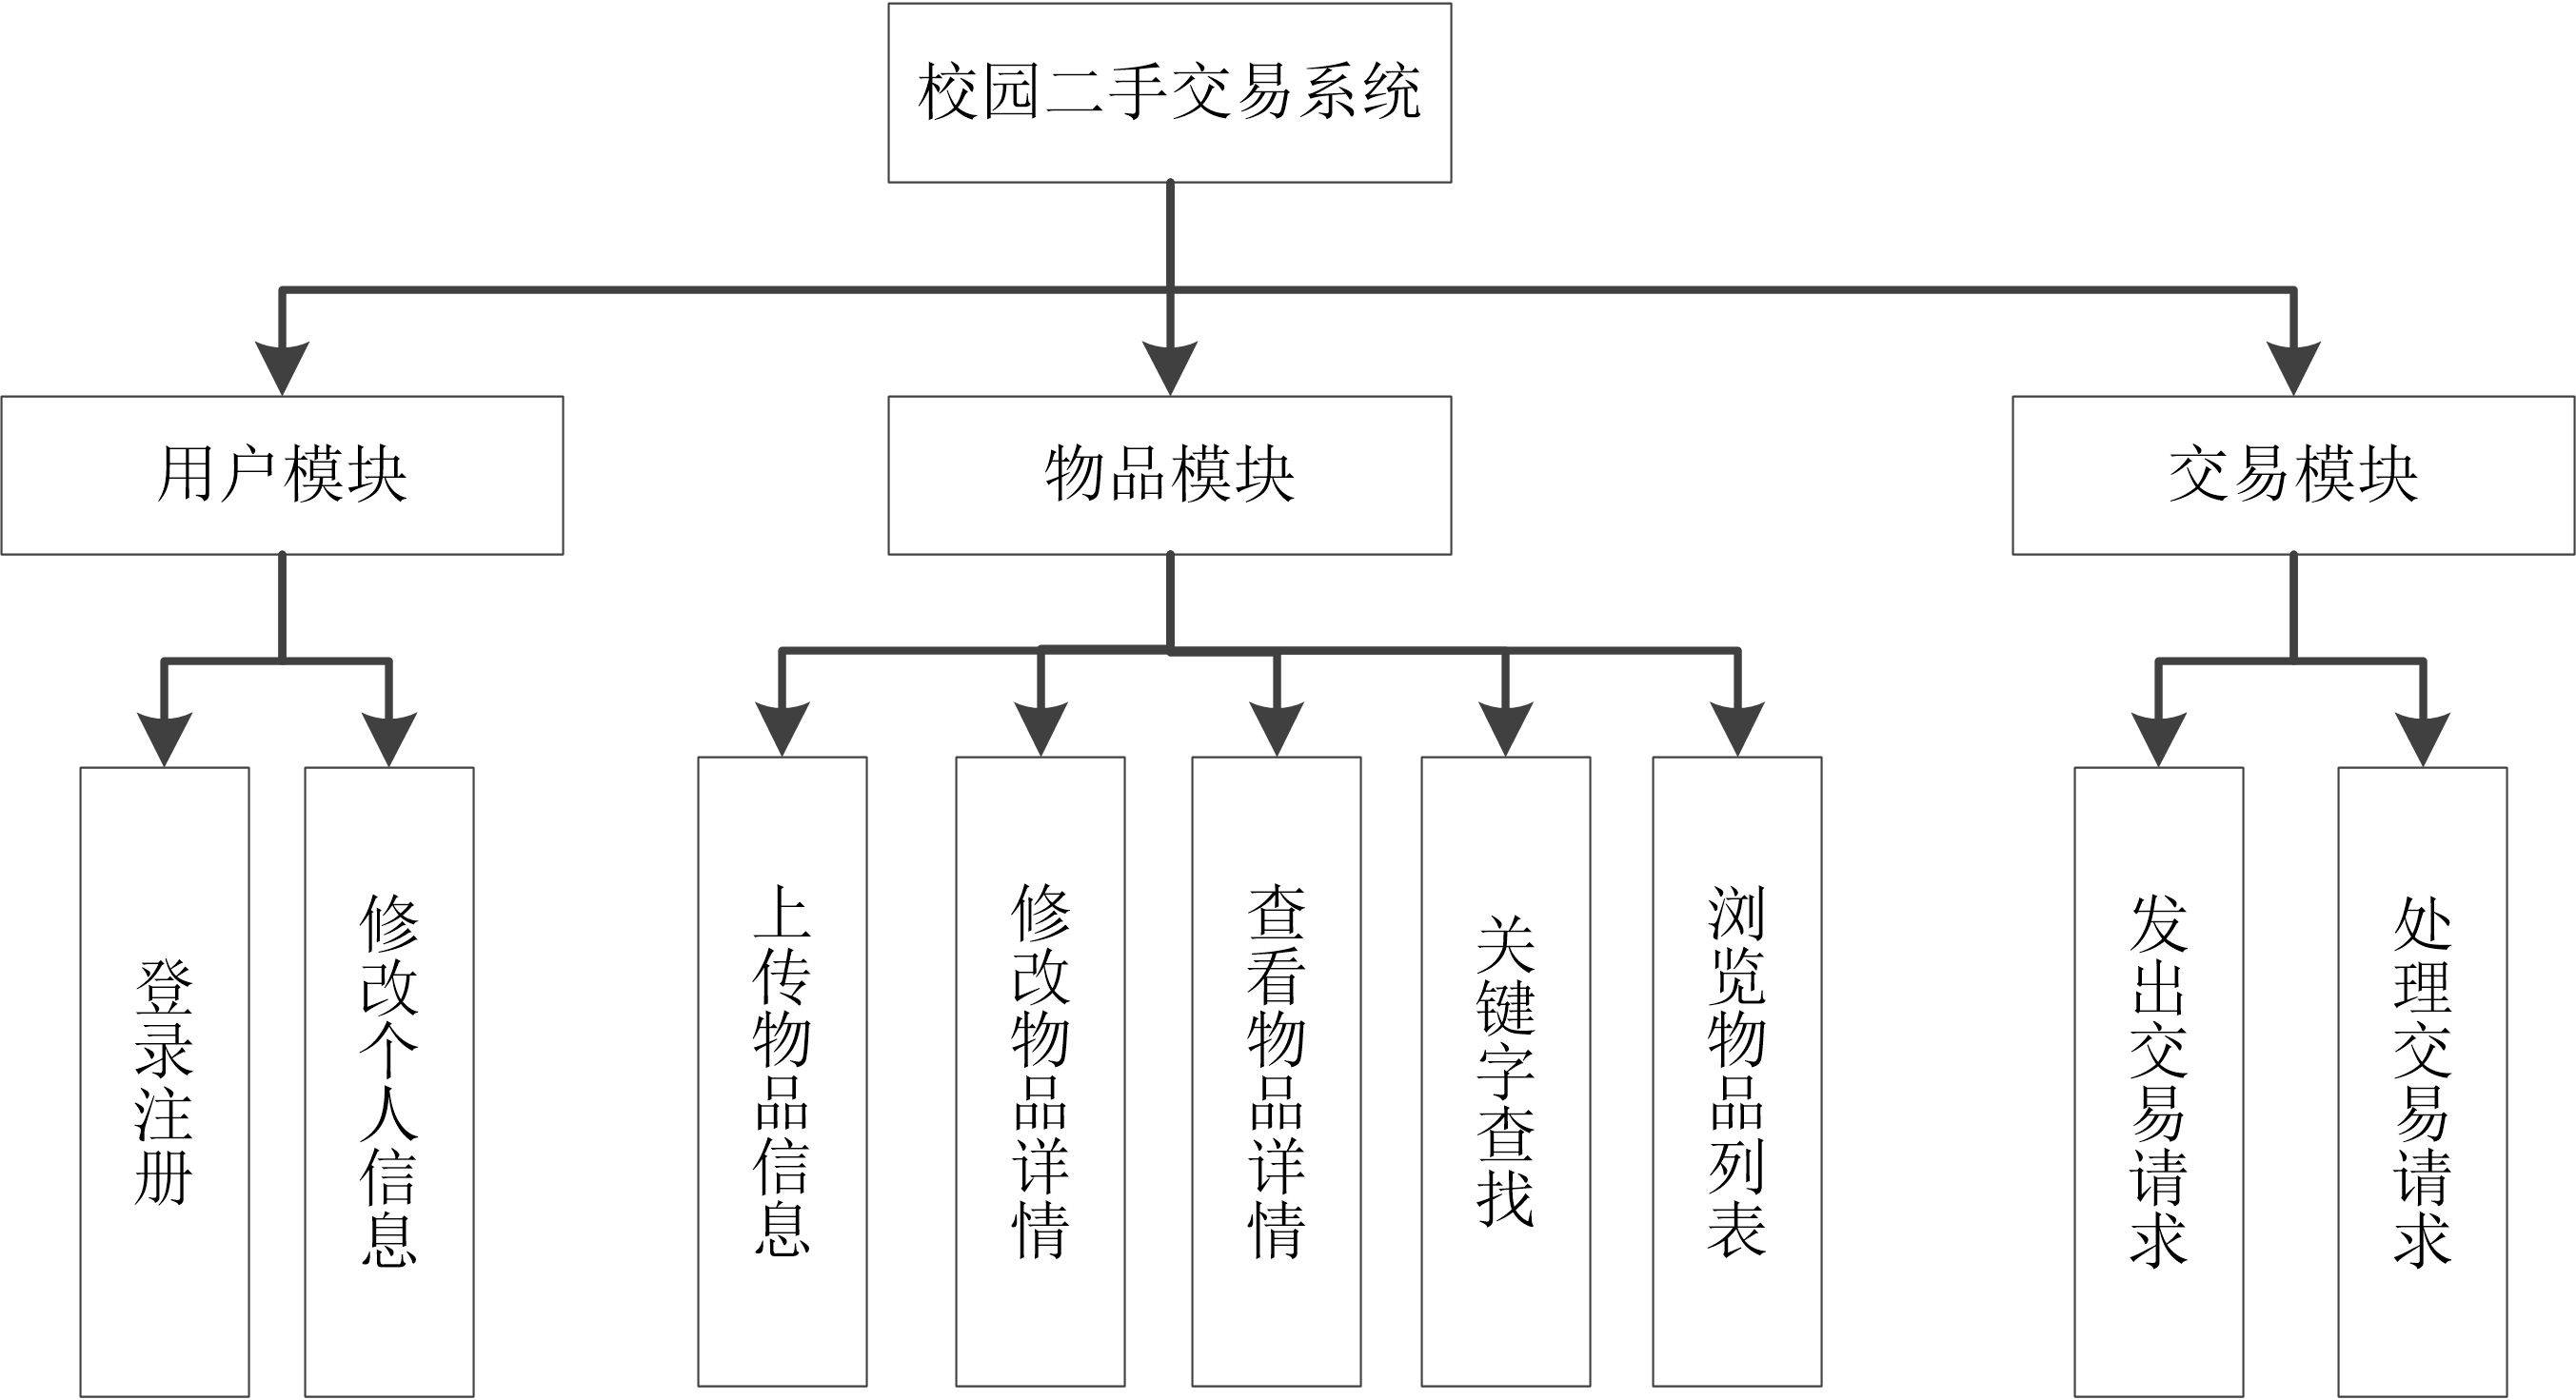 校园二手交易系统
用户模块
物品模块
交易模块
登录注册
修改个人信息
上传物品信息
修改物品详情
查看物品详情
关键字查找
浏览物品列表
发出交易请求
处理交易请求